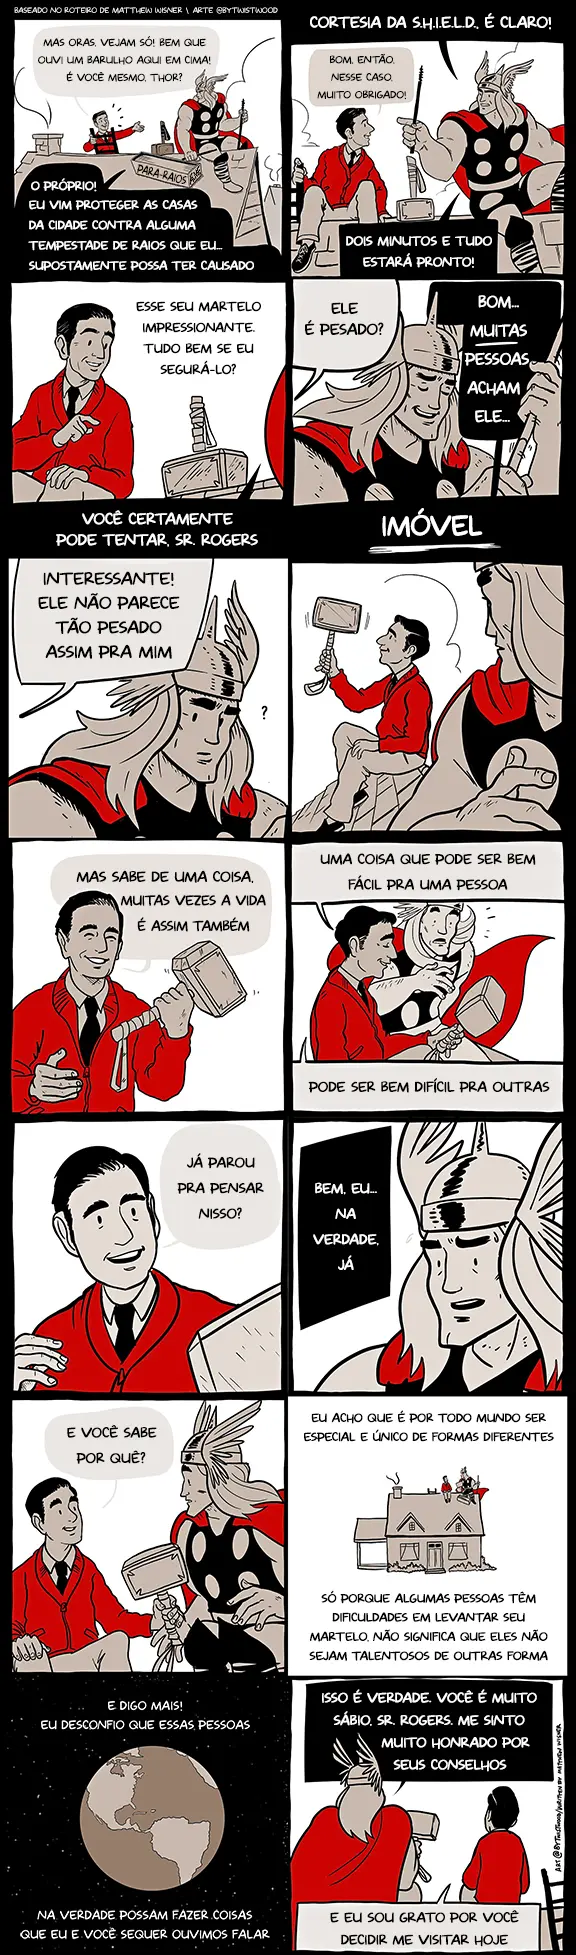 BASEADO NO ROTEIRO DE MATTHEW WISNER \ ARTE @BYTWISTWOOD
MAS ORAS, VEJAM SÓ! BEM QUE
OUVI UM BARULHO AQUI EM CIMA!
É VOCÊ MESMO, THOR?
PARA-RAIOS
O PRÓPRIO!
EU VIM PROTEGER AS CASAS
DA CIDADE CONTRA ALGUMA
TEMPESTADE DE RAIOS QUE EU...
SUPOSTAMENTE POSSA TER CAUSADO
CORTESIA DA S.H.I.E.L.D., É CLARO!
BOM, ENTÃO,
NESSE CASO,
MUITO OBRIGADO!
DOIS MINUTOS E TUDO
ESTARÁ PRONTO!
ESSE SEU MARTELO
IMPRESSIONANTE.
TUDO BEM SE EU
SEGURÁ-LO?
VOCÊ CERTAMENTE
PODE TENTAR, SR. ROGERS
ELE
É PESADO?
BOM...
MUITAS
PESSOAS
ACHAM
ELE...
IMÓVEL
INTERESSANTE!
ELE NÃO PARECE
TÃO PESADO
ASSIM PRA MIM
?
MAS SABE DE UMA COISA,
MUITAS VEZES A VIDA
É ASSIM TAMBÉM
UMA COISA QUE PODE SER BEM
FÁCIL PRA UMA PESSOA
PODE SER BEM DIFÍCIL PRA OUTRAS
JÁ PAROU
PRA PENSAR
NISSO?
BEM, EU...
NA
VERDADE,
JÁ
E VOCÊ SABE
POR QUÊ?
EU ACHO QUE É POR TODO MUNDO SER
ESPECIAL E ÚNICO DE FORMAS DIFERENTES
SÓ PORQUE ALGUMAS PESSOAS TÊM
DIFICULDADES EM LEVANTAR SEU
MARTELO, NÃO SIGNIFICA QUE ELES NÃO
SEJAM TALENTOSOS DE OUTRAS FORMA
E DIGO MAIS!
EU DESCONFIO QUE ESSAS PESSOAS
NA VERDADE POSSAM FAZER COISAS
QUE EU E VOCÊ SEQUER OUVIMOS FALAR
ISSO É VERDADE. VOCÊ É MUITO
SÁBIO, SR. ROGERS. ME SINTO
MUITO HONRADO POR
SEUS CONSELHOS
E EU SOU GRATO POR VOCÊ
DECIDIR ME VISITAR HOJE
ART @BYTWISTWOOD/WRITTEN BY MATTHEW WISNER